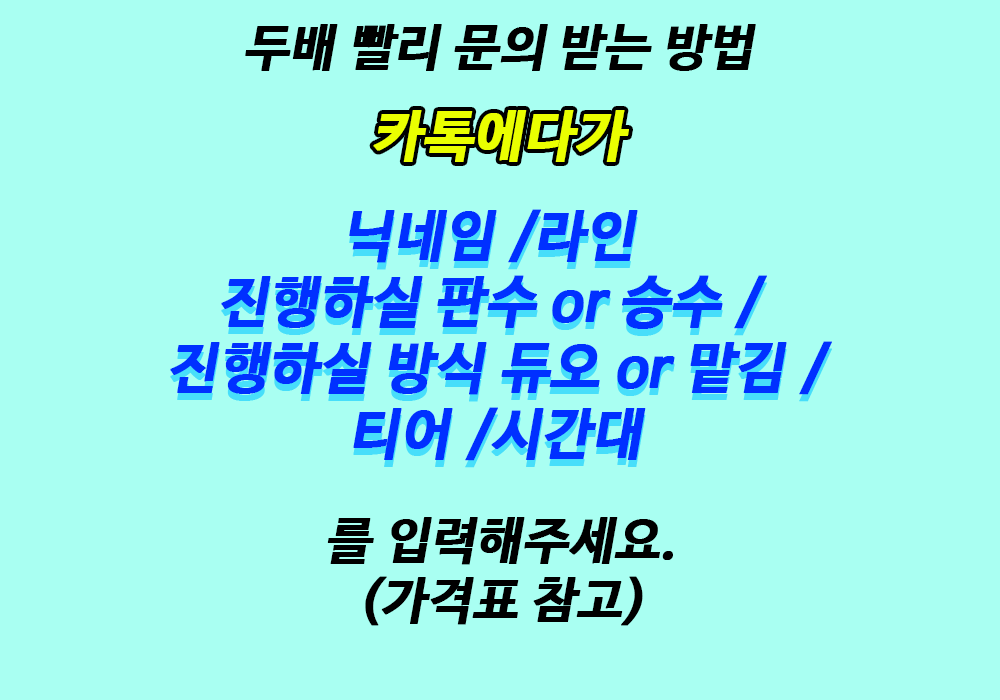 두배 빨리 문의 받는 방법
카톡에다가
닉네임 /라인
진행하실 판수 or 승수 /
진행하실 방식 듀오 or 맡김 /
티어 /시간대
를 입력해주세요.
(가격표 참고)